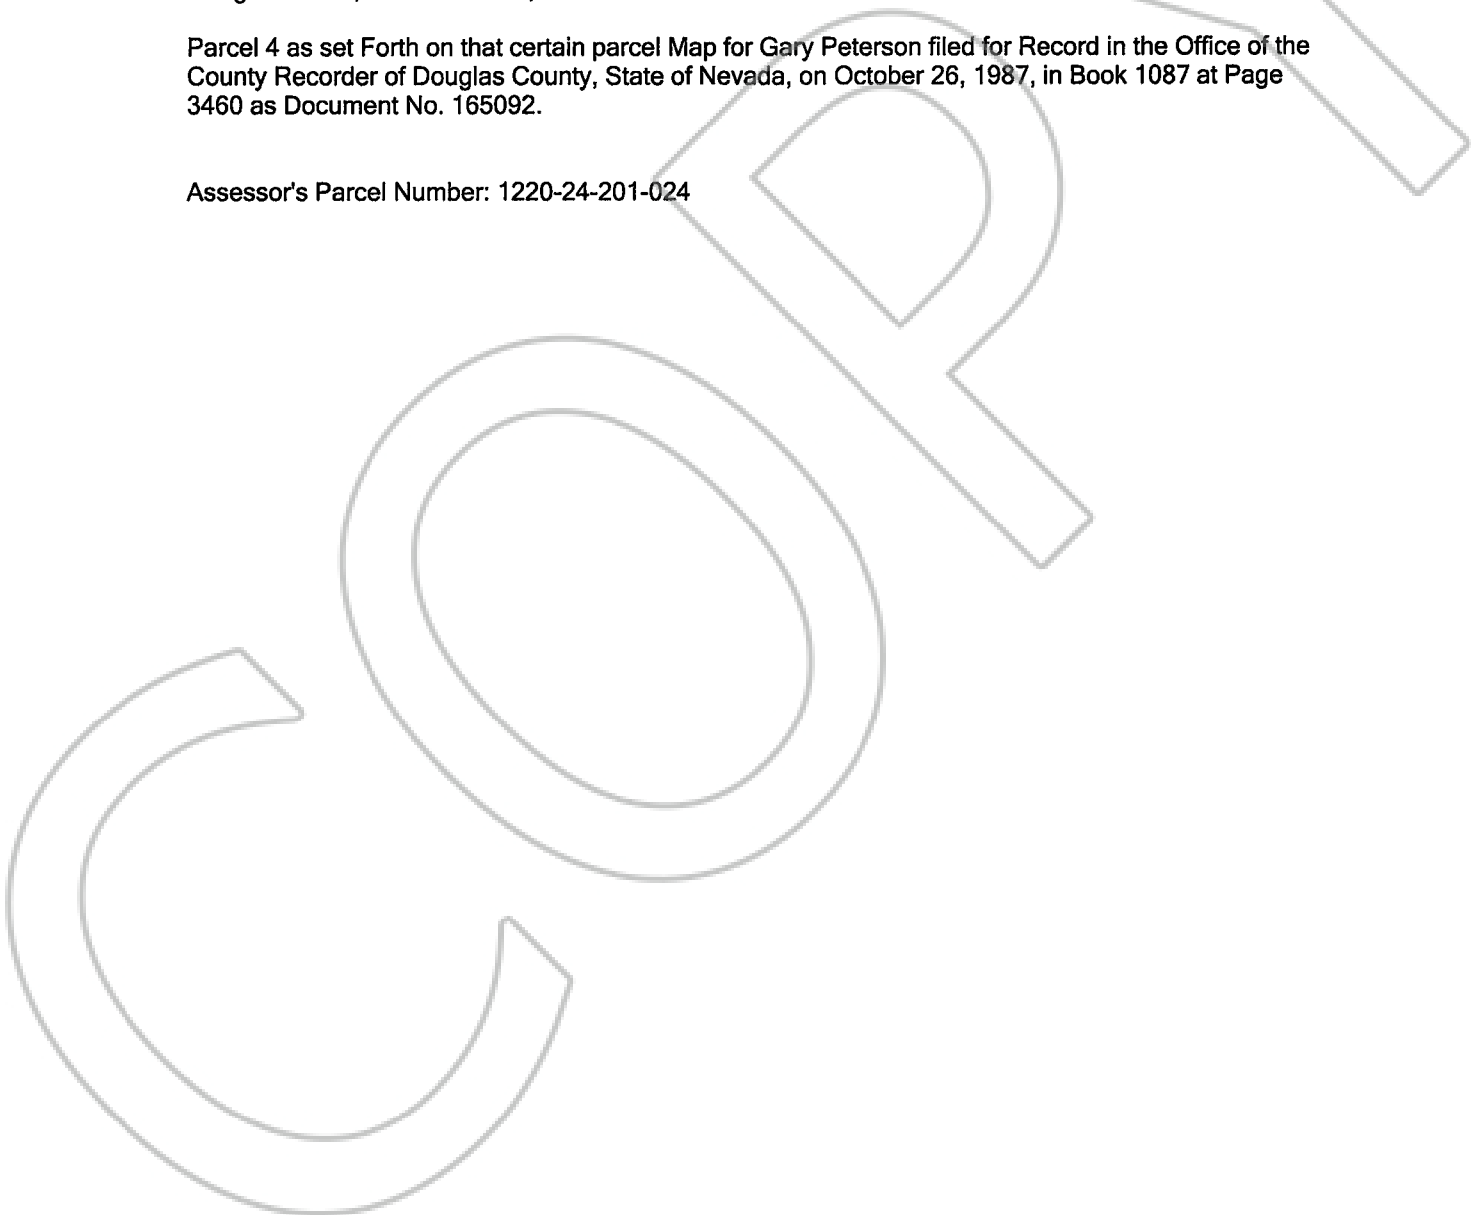 Parcel 4 as set Forth on that certain parcel Map for Gary Peterson filed for Record in the Office of the
County Recorder of Douglas County, State of Nevada, on October 26, 1987, in Book 1087 at Page
3460 as Document No. 165092.
Assessor's Parcel Number: 1220-24-201-024
COPY